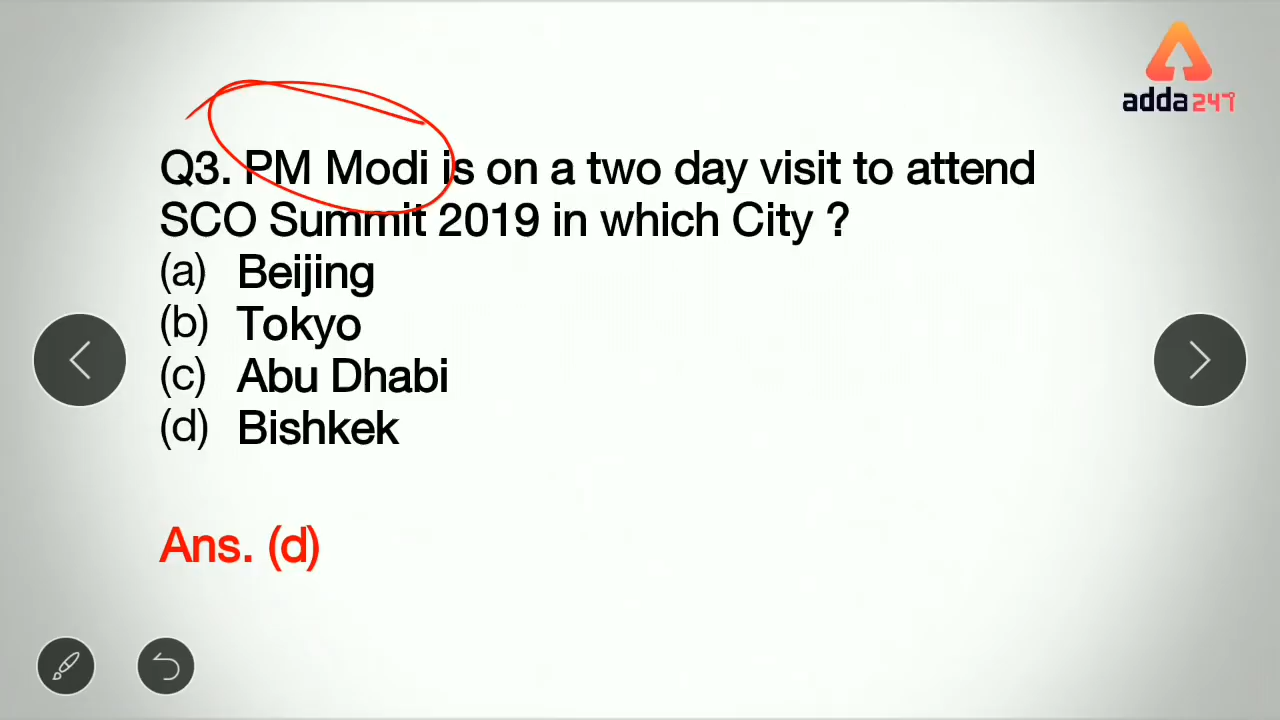 adda247
Q3. PM Modi is on a two day visit to attend
SCO Summit 2019 in which City ?
(a) Beijing
(b) Tokyo
(c) Abu Dhabi
(d) Bishkek
Ans. (d)